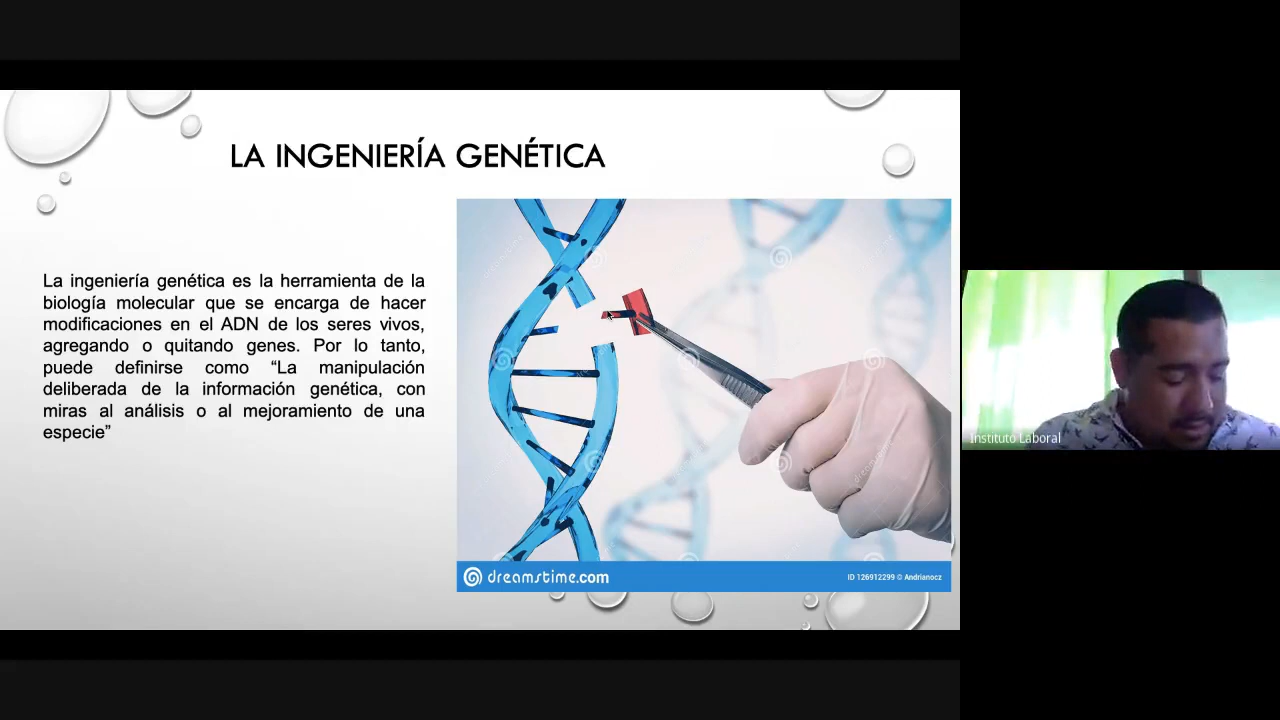 LA INGENIERÍA GENÉTICA
La ingeniería genética es la herramienta de la
biología molecular que se encarga de hacer
modificaciones en el ADN de los seres vivos,
agregando o quitando genes. Por lo tanto,
puede definirse como “La manipulación
deliberada de la información genética, con
miras al análisis o al mejoramiento de una
especie”
dreamstime.com
ID 126912299 © Andrianocz
Instituto Laboral